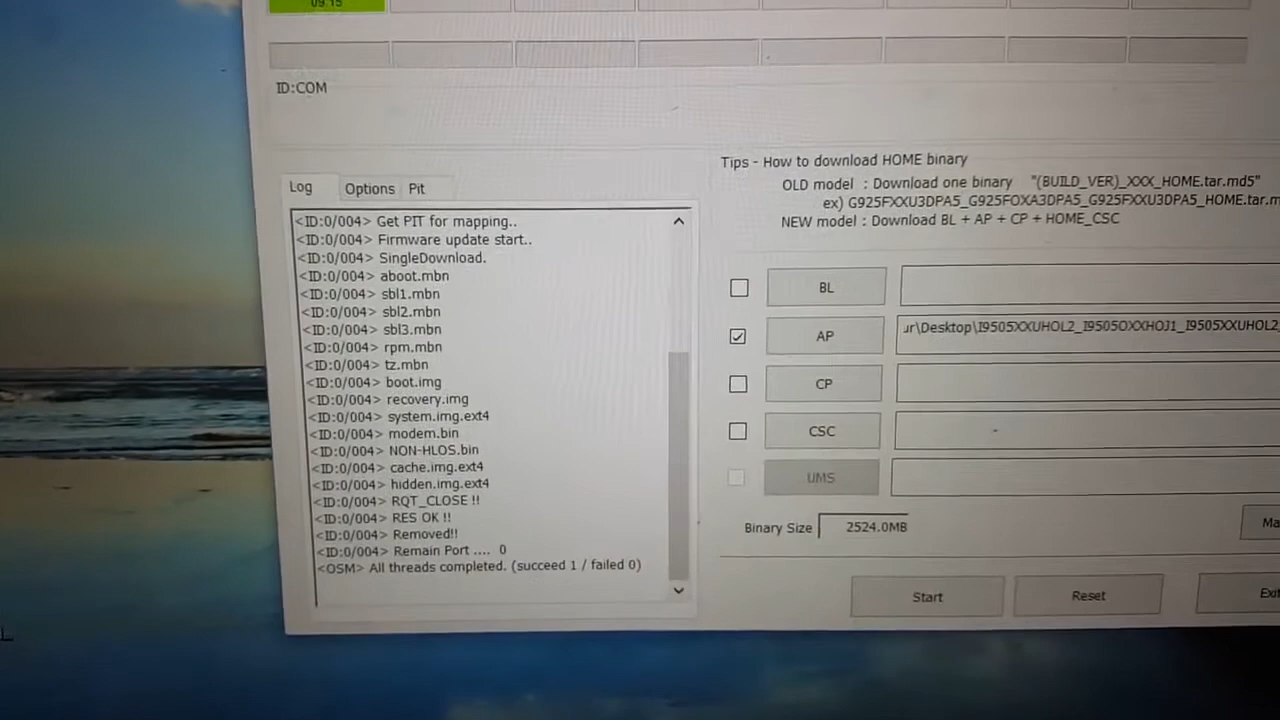 09:15
ID:COM
Log
Options
Pit
<ID:0/004> Get PIT for mapping..
<ID:0/004> Firmware update start..
<ID:0/004> SingleDownload.
<ID:0/004> aboot.mbn
<ID:0/004> sbl1.mbn
<ID:0/004> sbl2.mbn
<ID:0/004> sbl3.mbn
<ID:0/004> rpm.mbn
<ID:0/004> tz.mbn
<ID:0/004> boot.img
<ID:0/004> recovery.img
<ID:0/004> system.img.ext4
<ID:0/004> modem.bin
<ID:0/004> NON-HLOS.bin
<ID:0/004> cache.img.ext4
<ID:0/004> hidden.img.ext4
<ID:0/004> RQT_CLOSE !!
<ID:0/004> RES OK !!
<ID:0/004> Removed!!
<ID:0/004> Remain Port .... 0
<OSM> All threads completed. (succeed 1 / failed 0)
Tips - How to download HOME binary
OLD model : Download one binary "(BUILD_VER)_XXX_HOME.tar.md5"
ex) G925FXXU3DPA5_G925FOXA3DPA5_G925FXXU3DPA5_HOME.tar.m
NEW model : Download BL + AP + CP + HOME_CSC
BL
AP
ur\Desktop\I9505XXUHOL2_I9505OXXHOJ1_I9505XXUHOL2_
CP
CSC
UMS
Binary Size
2524.0MB
Ma
Start
Reset
Exit